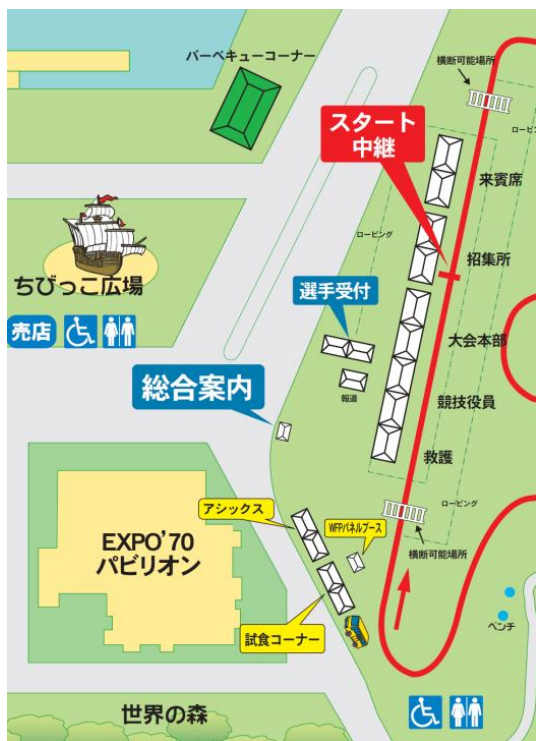 バーベキューコーナー
横断可能場所
スタート
中継
ロービング
来賓席
ロービング
招集所
ちびっこ広場
選手受付
売店
大会本部
報道
総合案内
競技役員
救護
アシックス
WFPパネルブース
ロービング
EXPO'70
パビリオン
横断可能場所
試食コーナー
ベンチ
世界の森